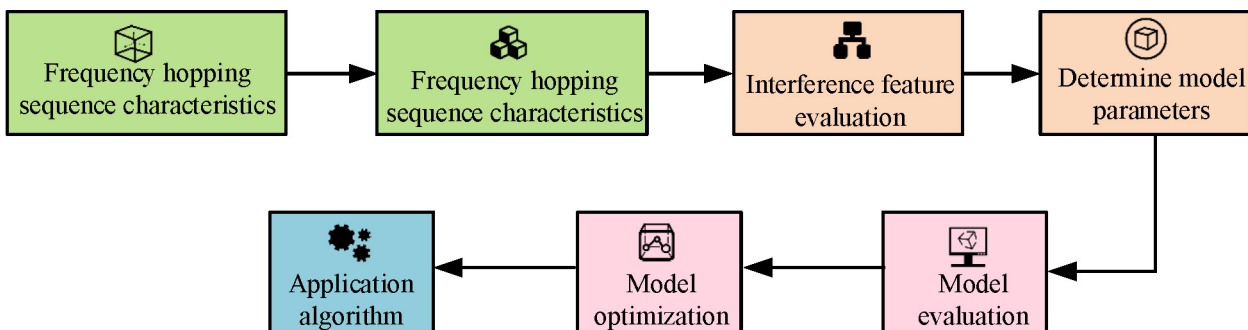 Frequency hopping
sequence characteristics
Frequency hopping
sequence characteristics
Interference feature
evaluation
Determine model
parameters
Application
algorithm
Model
optimization
Model
evaluation